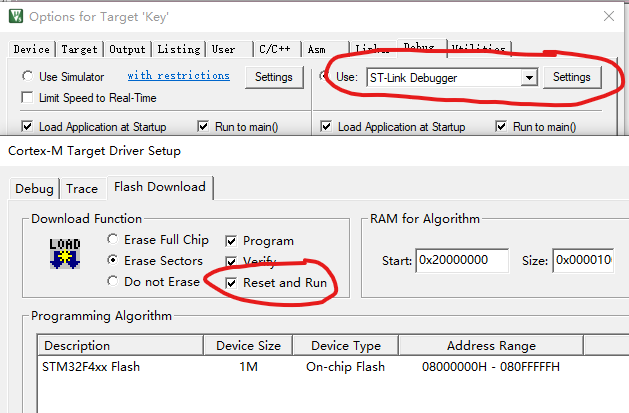 Options for Target 'Key'
Device Target Output Listing User C/C++ Asm Linker Debug Utilities
Use Simulator with restrictions Settings Use: ST-Link Debugger Settings
Limit Speed to Real-Time
Load Application at Startup Run to main() Load Application at Startup Run to main()
Cortex-M Target Driver Setup
Debug Trace Flash Download
Download Function RAM for Algorithm
LOAD Erase Full Chip Program
Erase Sectors Verify Start: 0x20000000 Size: 0x000010
Do not Erase Reset and Run
Programming Algorithm
Description Device Size Device Type Address Range
STM32F4xx Flash 1M On-chip Flash 08000000H - 080FFFFFH